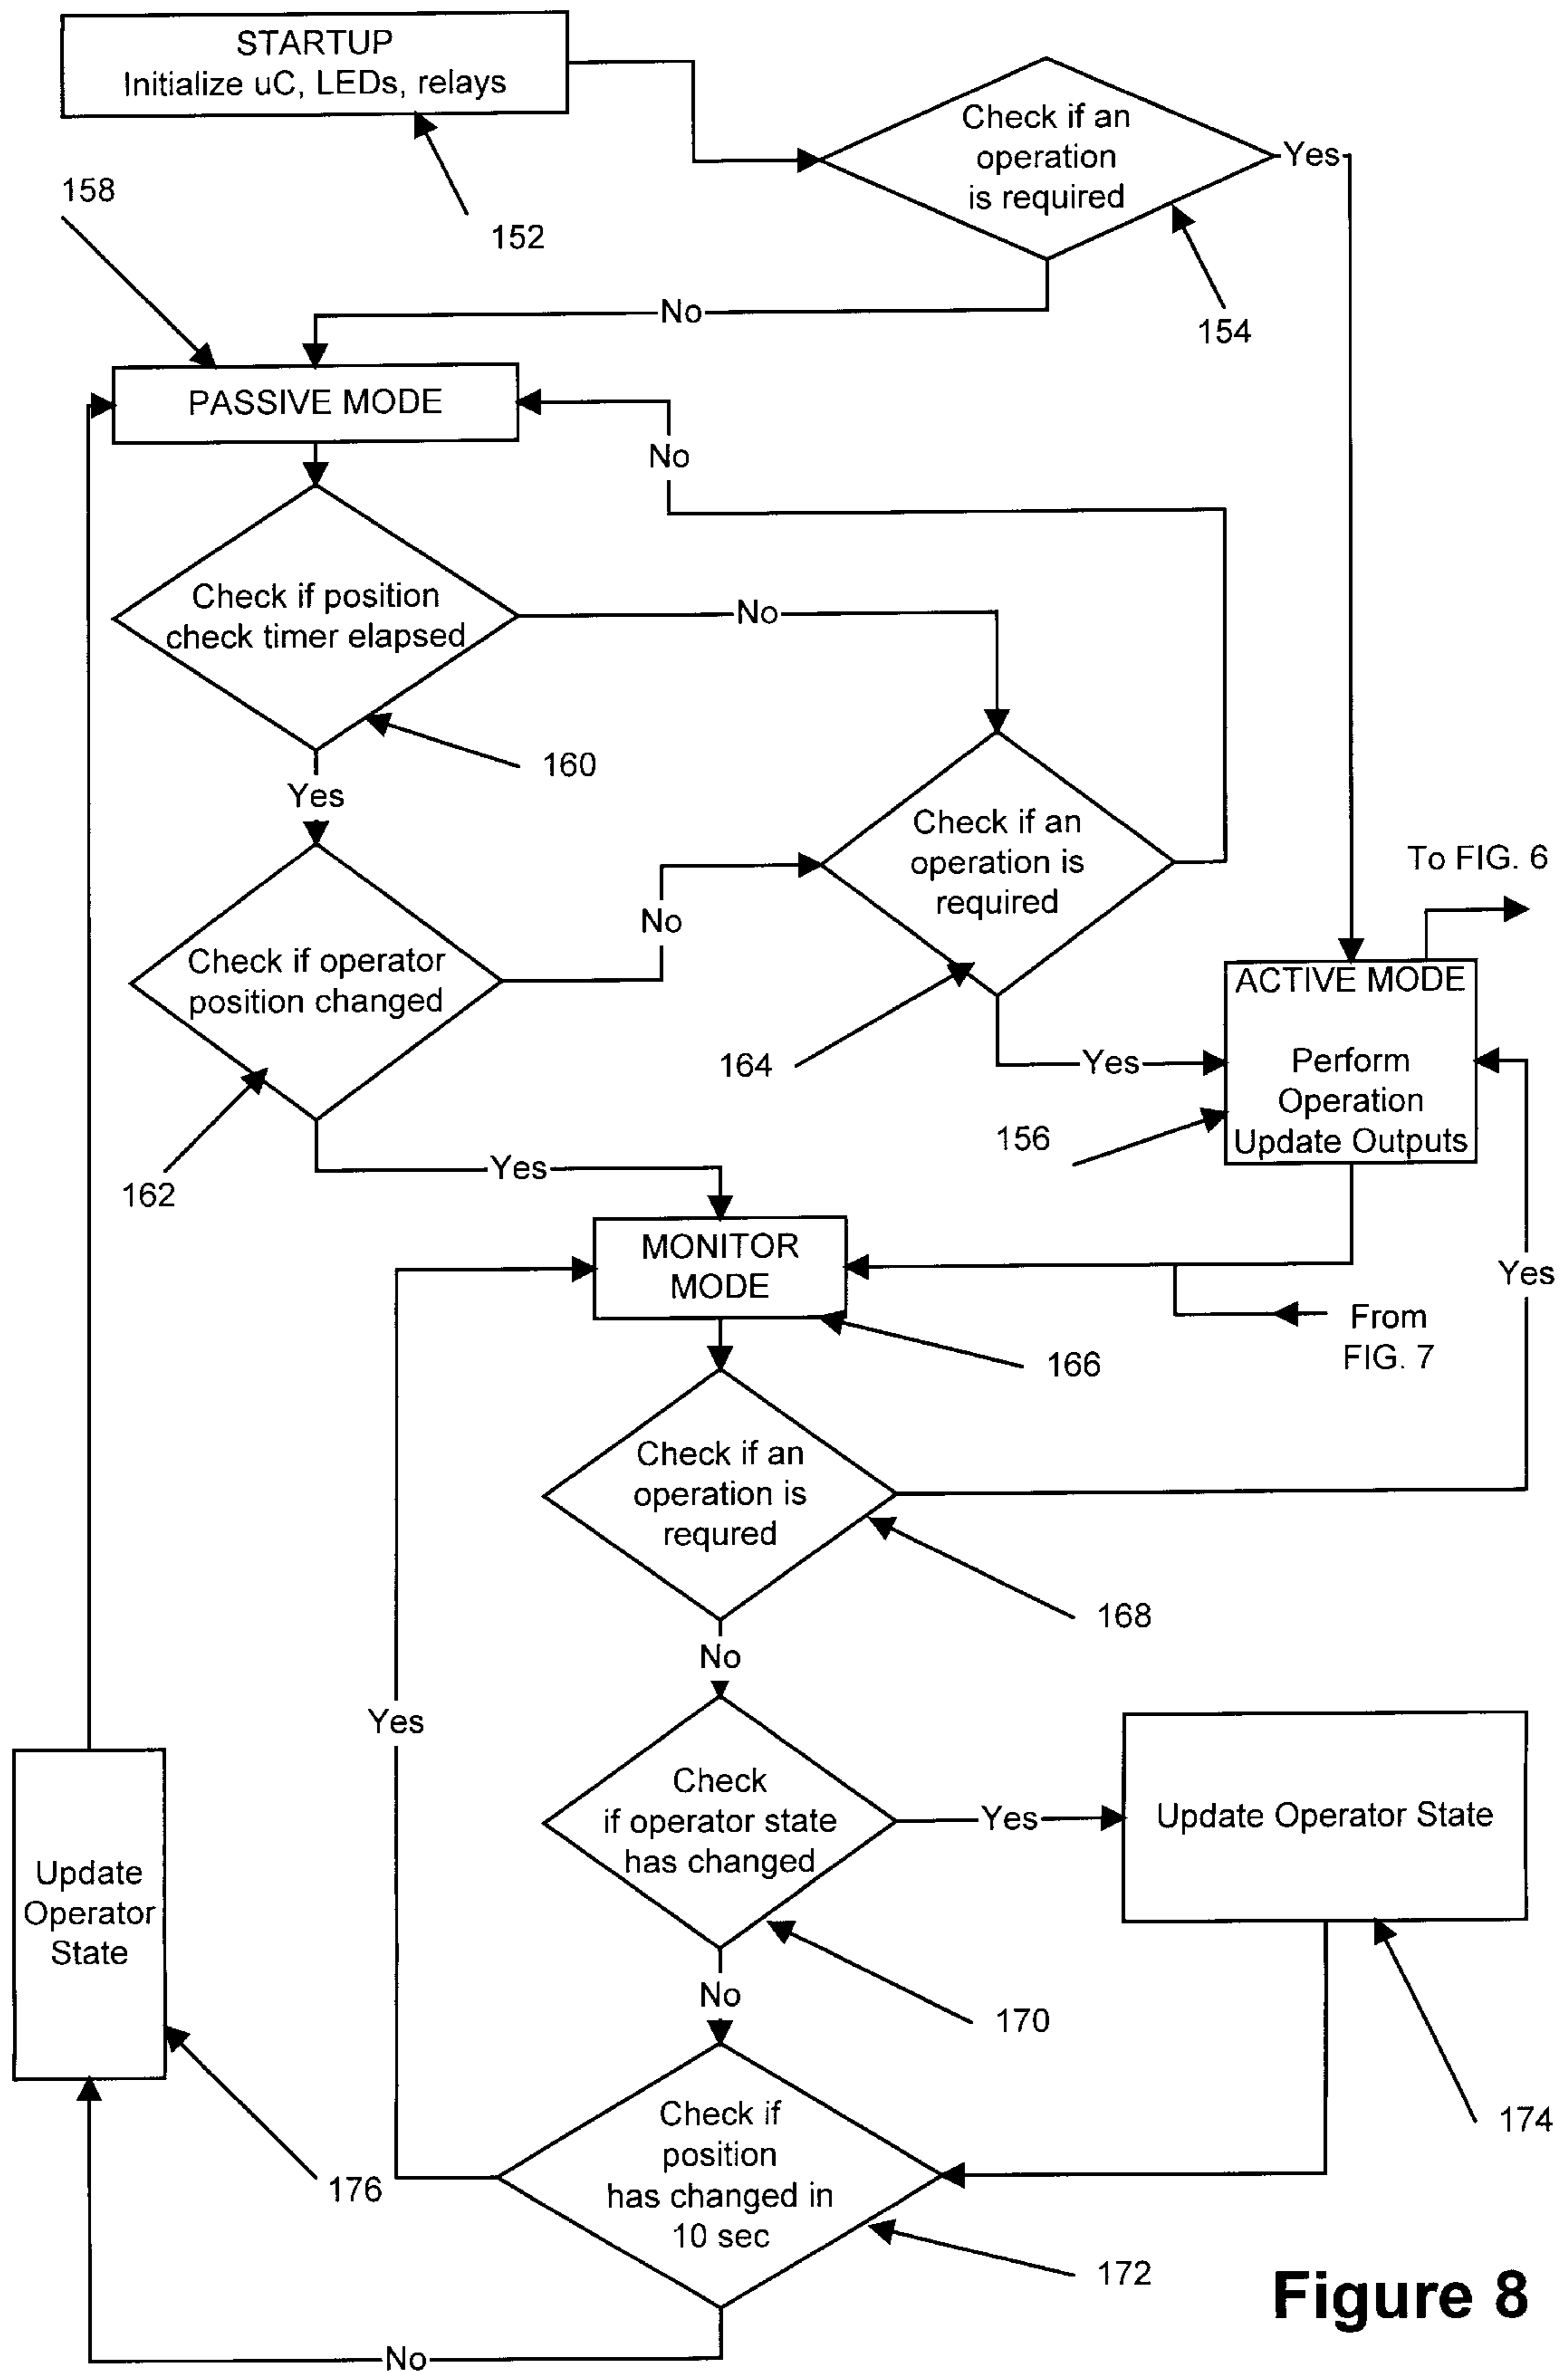 STARTUP
Initialize uC, LEDs, relays
Check if an
operation
is required
Yes
158
152
154
No
PASSIVE MODE
No
Check if position
check timer elapsed
No
160
Yes
Check if an
operation is
required
To FIG. 6
No
Check if operator
position changed
ACTIVE MODE
Perform
Operation
Update Outputs
164
Yes
156
162
Yes
MONITOR
MODE
Yes
From
FIG. 7
166
Check if an
operation is
requred
168
No
Yes
Check
if operator state
has changed
Yes
Update Operator State
Update
Operator
State
No
170
174
Check if
position
has changed in
10 sec
176
172
Figure 8
No